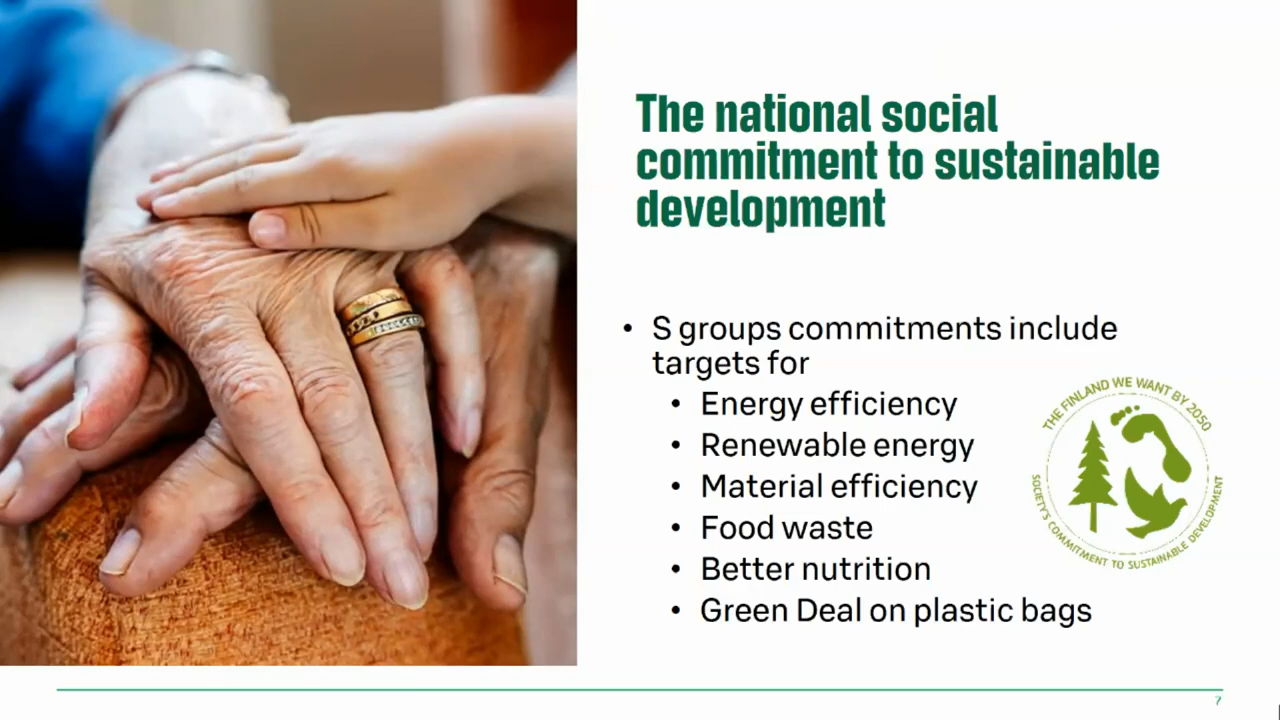 The national social
commitment to sustainable
development
• S groups commitments include
targets for
• Energy efficiency
• Renewable energy
• Material efficiency
• Food waste
• Better nutrition
• Green Deal on plastic bags
THE FINLAND WE WANT BY 2050
SOCIETY'S COMMITMENT TO SUSTAINABLE DEVELOPMENT
7